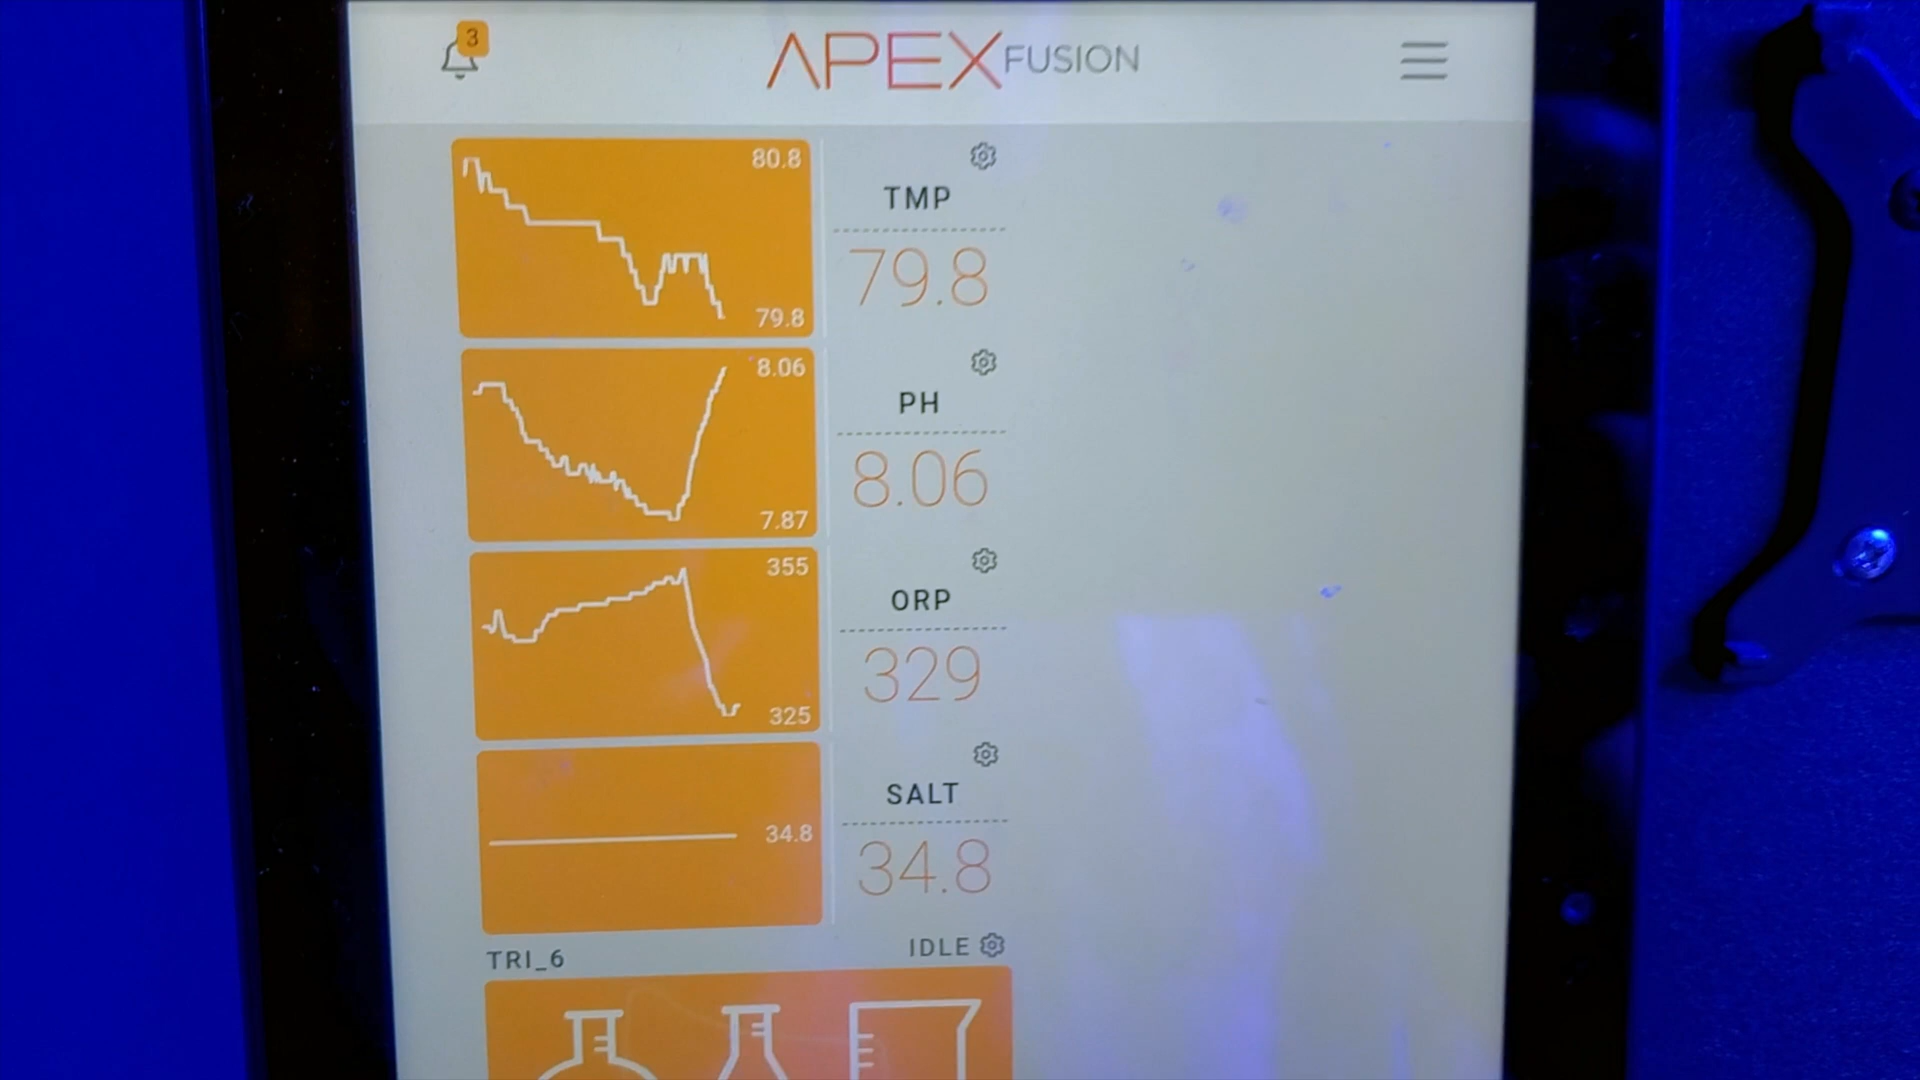 3
APEX FUSION
80.8
TMP
79.8
79.8
8.06
PH
8.06
7.87
355
ORP
329
325
SALT
34.8
34.8
TRI_6
IDLE